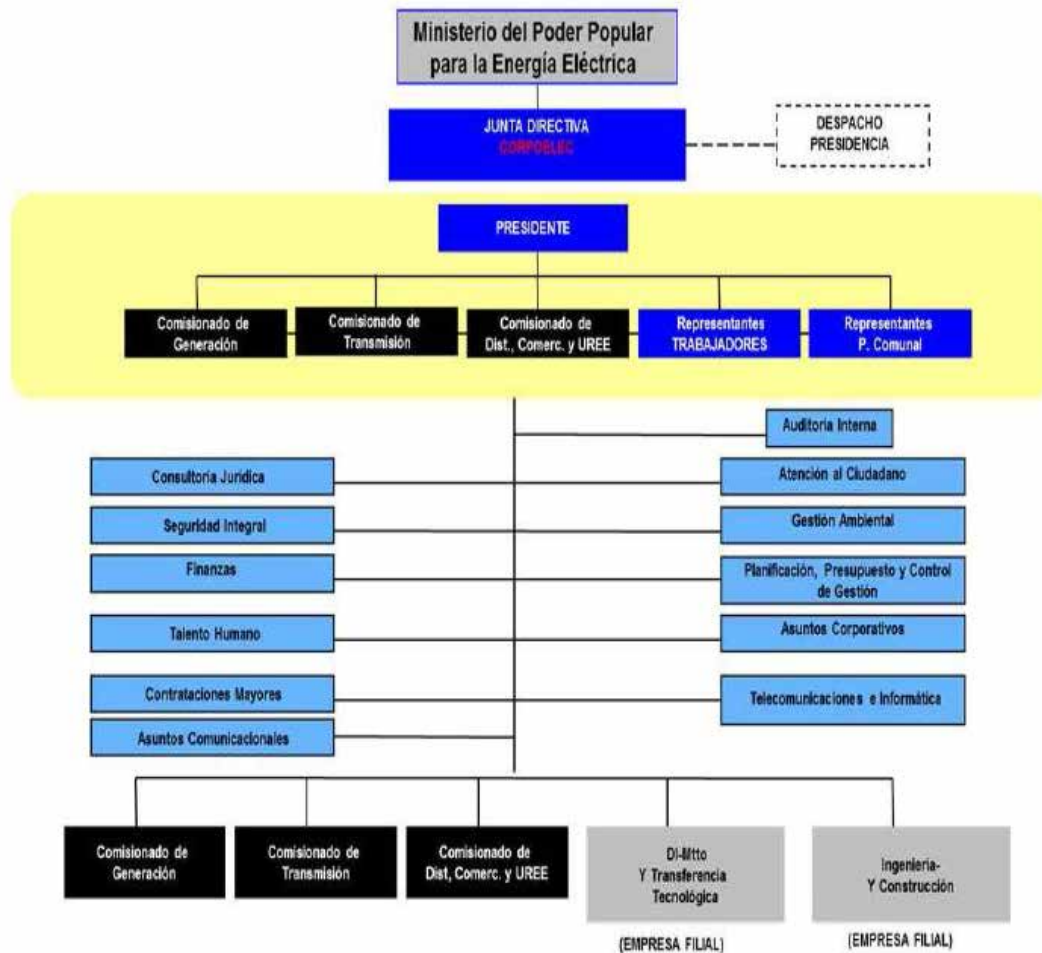 Ministerio del Poder Popular
para la Energía Eléctrica
JUNTA DIRECTIVA
CORPOELEC
DESPACHO
PRESIDENCIA
PRESIDENTE
Comisionado de
Generación
Comisionado de
Transmisión
Comisionado de
Dist., Comerc. y UREE
Representantes
TRABAJADORES
Representantes
P. Comunal
Auditoria Interna
Consultoría Jurídica
Atención al Ciudadano
Seguridad Integral
Gestión Ambiental
Finanzas
Planificación, Presupuesto y Control
de Gestión
Talento Humano
Asuntos Corporativos
Contrataciones Mayores
Telecomunicaciones e Informática
Asuntos Comunicacionales
Comisionado de
Generación
Comisionado de
Transmisión
Comisionado de
Dist, Comerc. y UREE
DI-Mtto
Y Transferencia
Tecnológica
Ingeniería-
Y Construcción
(EMPRESA FILIAL)
(EMPRESA FILIAL)